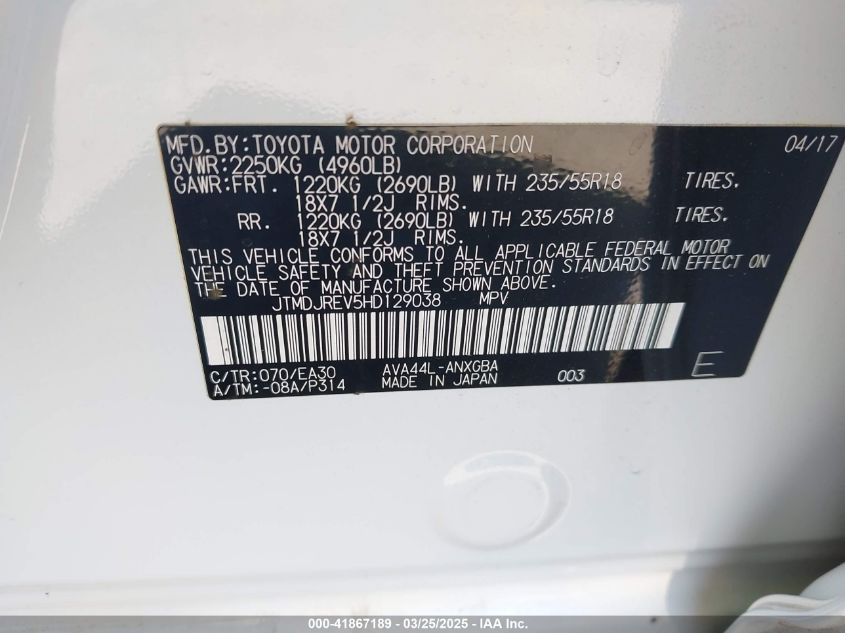 MFD. BY: TOYOTA MOTOR CORPORATION 04/17
GVWR: 2250KG (4960LB)
GAWR: FRT. 1220KG (2690LB) WITH 235/55R18 TIRES.
18X7 1/2J RIMS.
RR. 1220KG (2690LB) WITH 235/55R18 TIRES.
18X7 1/2J RIMS.
THIS VEHICLE CONFORMS TO ALL APPLICABLE FEDERAL MOTOR
VEHICLE SAFETY AND THEFT PREVENTION STANDARDS IN EFFECT ON
THE DATE OF MANUFACTURE SHOWN ABOVE.
JTMDJREV5HD129038 MPV
C/TR: 070/EA30 AVA44L-ANXGBA
A/TM: -08A/P314 MADE IN JAPAN 003 E
000-41867189 — 03/25/2025 — IAA Inc.